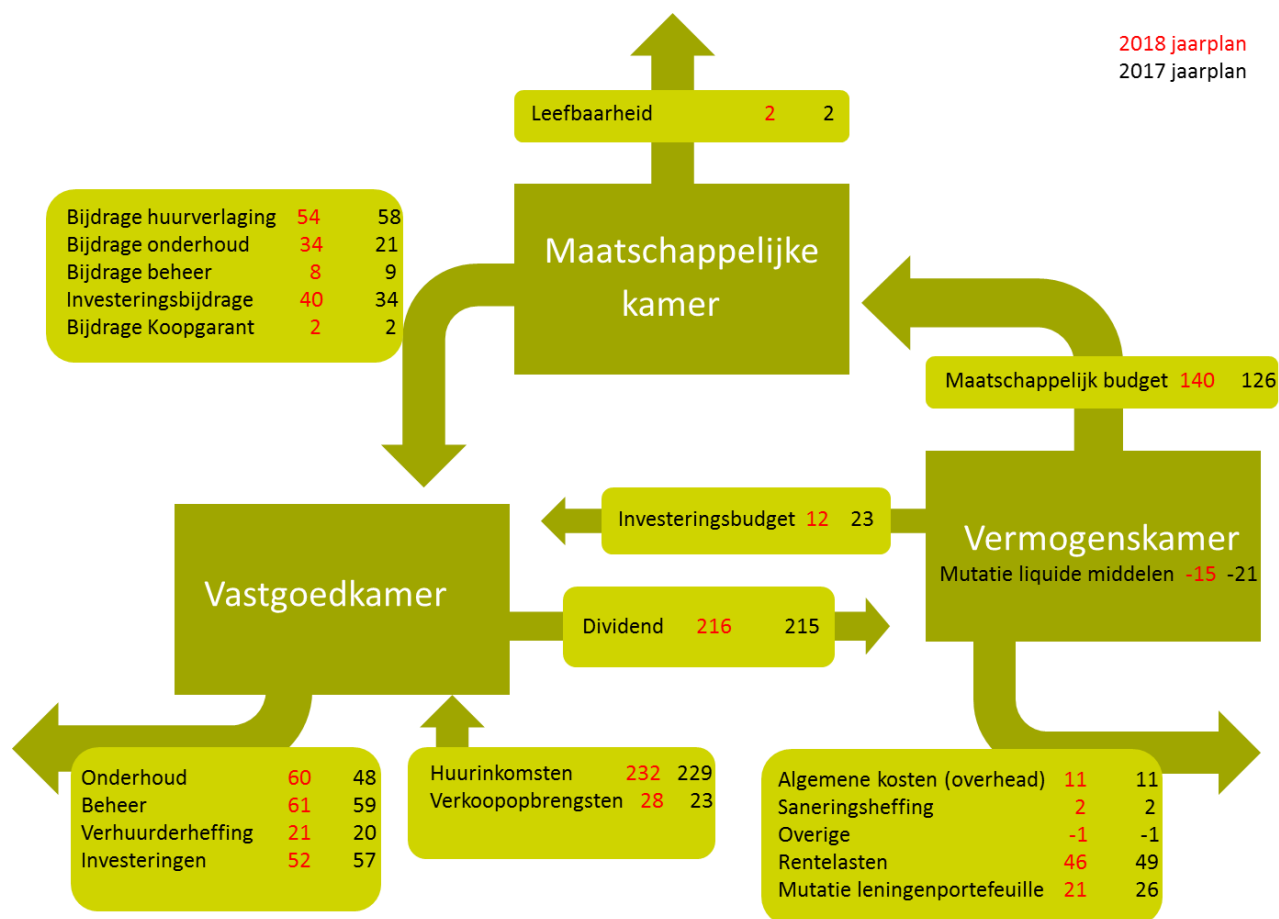 2018 jaarplan
2017 jaarplan
Leefbaarheid 2 2
Bijdrage huurverlaging 54 58
Bijdrage onderhoud 34 21
Bijdrage beheer 8 9
Investeringsbijdrage 40 34
Bijdrage Koopgarant 2 2
Maatschappelijke
kamer
Maatschappelijk budget 140 126
Investeringsbudget 12 23
Vermogenskamer
Mutatie liquide middelen -15 -21
Vastgoedkamer
Dividend 216 215
Onderhoud 60 48
Beheer 61 59
Verhuurderheffing 21 20
Investeringen 52 57
Huurinkomsten 232 229
Verkoopopbrengsten 28 23
Algemene kosten (overhead) 11 11
Saneringsheffing 2 2
Overige -1 -1
Rentelasten 46 49
Mutatie leningenportefeuille 21 26